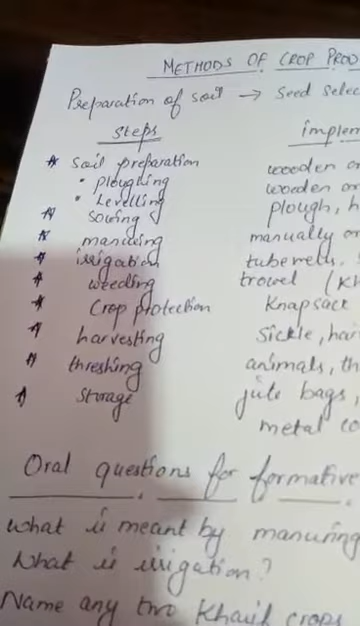 METHODS OF CROP PROD
Preparation of soil → seed selec
Steps implem
* soil preparation wooden or
• ploughing wooden or
• Levelling plough, h
* sowing manually or
* manuring tubewells.
* irrigation trowel (Kh
* weeding Knapsack
* Crop protection Sickle, har
* harvesting animals, th
* threshing jute bags,
* Storage metal co
Oral questions for formative
What is meant by manuring
What is irrigation?
Name any two Kharif crops